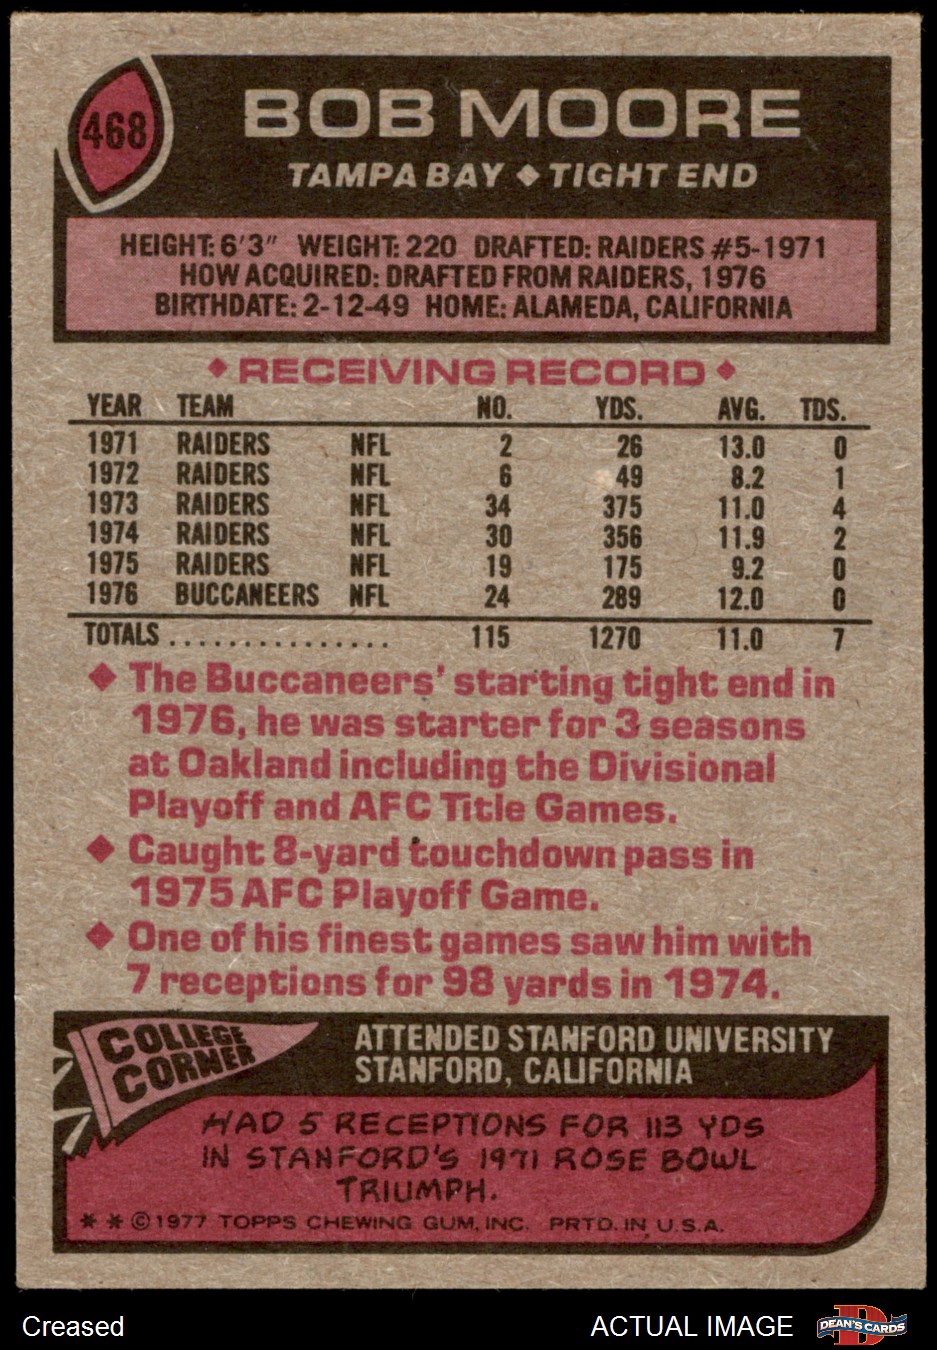 468
BOB MOORE
TAMPA BAY ◆ TIGHT END
HEIGHT: 6'3" WEIGHT: 220 DRAFTED: RAIDERS #5-1971
HOW ACQUIRED: DRAFTED FROM RAIDERS, 1976
BIRTHDATE: 2-12-49 HOME: ALAMEDA, CALIFORNIA
◆ RECEIVING RECORD ◆
YEAR TEAM NO. YDS. AVG. TDS.
1971 RAIDERS NFL 2 26 13.0 0
1972 RAIDERS NFL 6 49 8.2 1
1973 RAIDERS NFL 34 375 11.0 4
1974 RAIDERS NFL 30 356 11.9 2
1975 RAIDERS NFL 19 175 9.2 0
1976 BUCCANEERS NFL 24 289 12.0 0
TOTALS ................ 115 1270 11.0 7
◆ The Buccaneers' starting tight end in
1976, he was starter for 3 seasons
at Oakland including the Divisional
Playoff and AFC Title Games.
◆ Caught 8-yard touchdown pass in
1975 AFC Playoff Game.
◆ One of his finest games saw him with
7 receptions for 98 yards in 1974.
COLLEGE
CORNER
ATTENDED STANFORD UNIVERSITY
STANFORD, CALIFORNIA
HAD 5 RECEPTIONS FOR 113 YDS
IN STANFORD'S 1971 ROSE BOWL
TRIUMPH.
* * © 1977 TOPPS CHEWING GUM, INC. PRTD. IN U.S.A.
Creased
ACTUAL IMAGE
DEAN'S CARDS